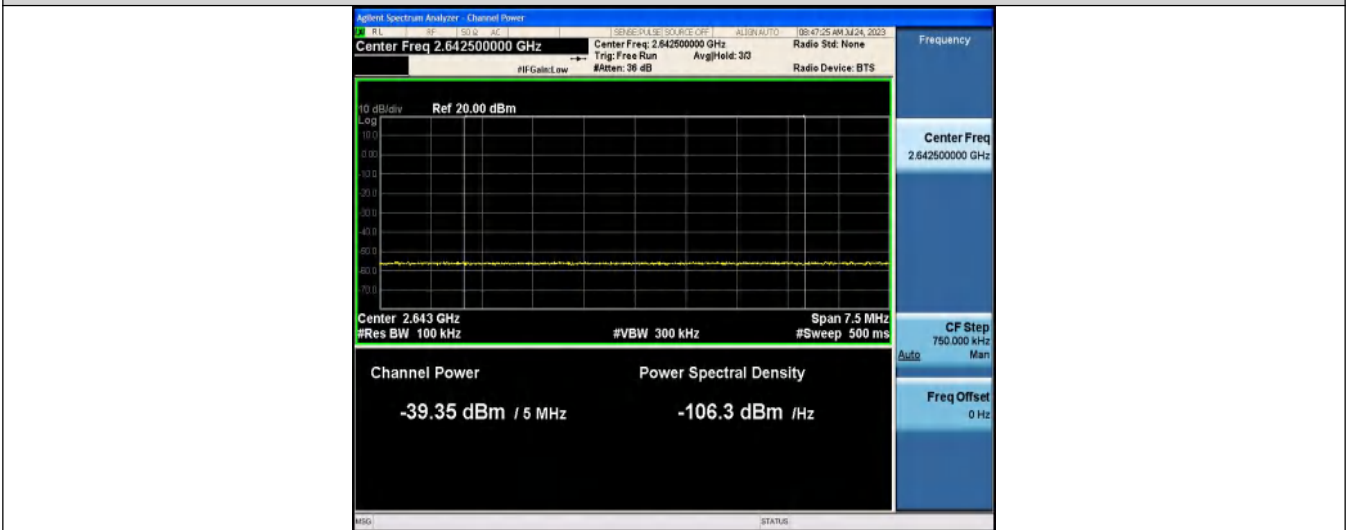 Agilent Spectrum Analyzer - Channel Power
RL RF 50 Ω AC SENSE:PULSE SOURCE OFF ALIGN AUTO 08:47:25 AM Jul 24, 2023
Center Freq 2.642500000 GHz
Center Freq: 2.642500000 GHz
Radio Std: None
Trig: Free Run Avg|Hold: 3/3
#IFGain:Low #Atten: 36 dB
Radio Device: BTS
Frequency
10 dB/div Ref 20.00 dBm
Log
10.0
0.00
-10.0
-20.0
-30.0
-40.0
-50.0
-60.0
-70.0
Center 2.643 GHz Span 7.5 MHz
#Res BW 100 kHz #VBW 300 kHz #Sweep 500 ms
Channel Power Power Spectral Density
-39.35 dBm / 5 MHz -106.3 dBm /Hz
Center Freq
2.642500000 GHz
CF Step
750.000 kHz
Auto Man
Freq Offset
0 Hz
MSG STATUS